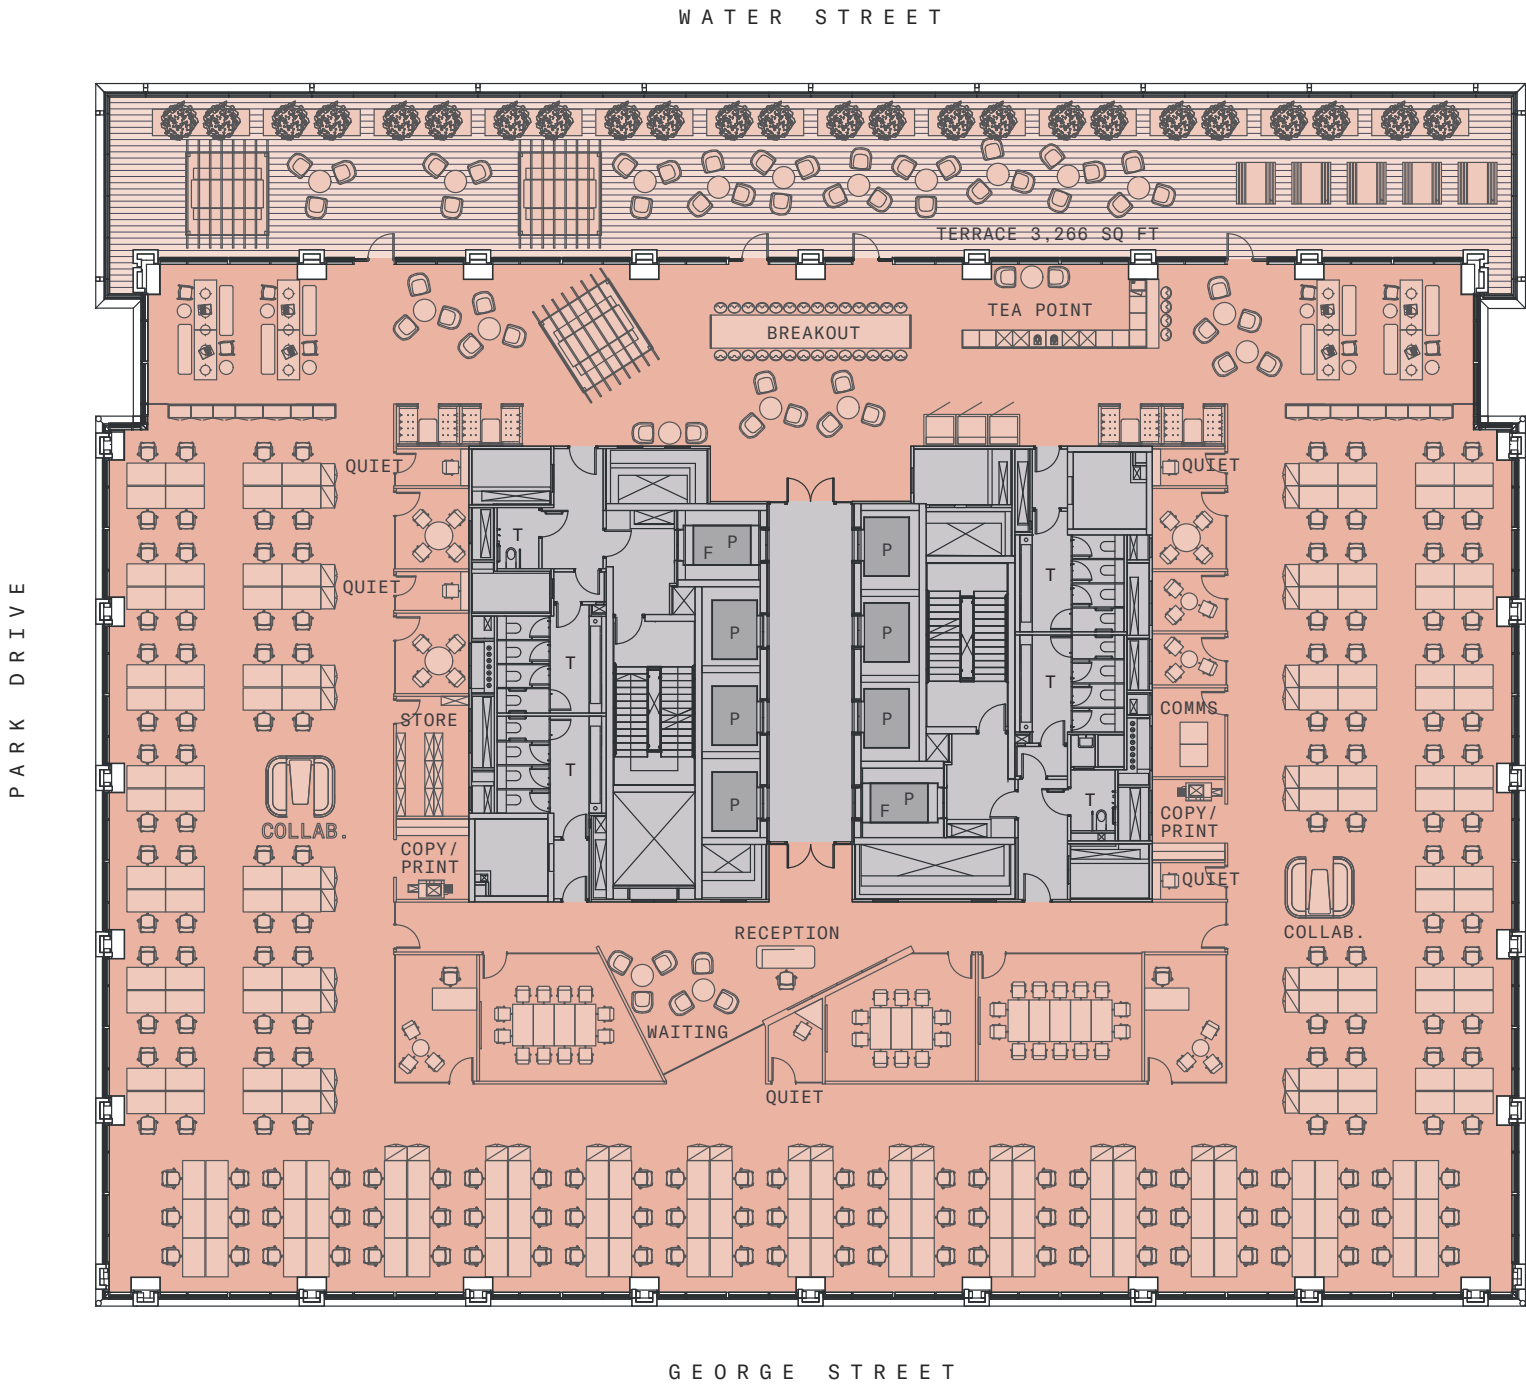 WATER STREET
TERRACE 3,266 SQ FT
TEA POINT
BREAKOUT
QUIET
QUIET
T
P
F
P
T
QUIET
P
P
T
T
STORE
P
P
COMMS
T
P
F
P
T
COPY/
PRINT
COLLAB.
COPY/
PRINT
QUIET
RECEPTION
COLLAB.
WAITING
QUIET
PARK DRIVE
GEORGE STREET